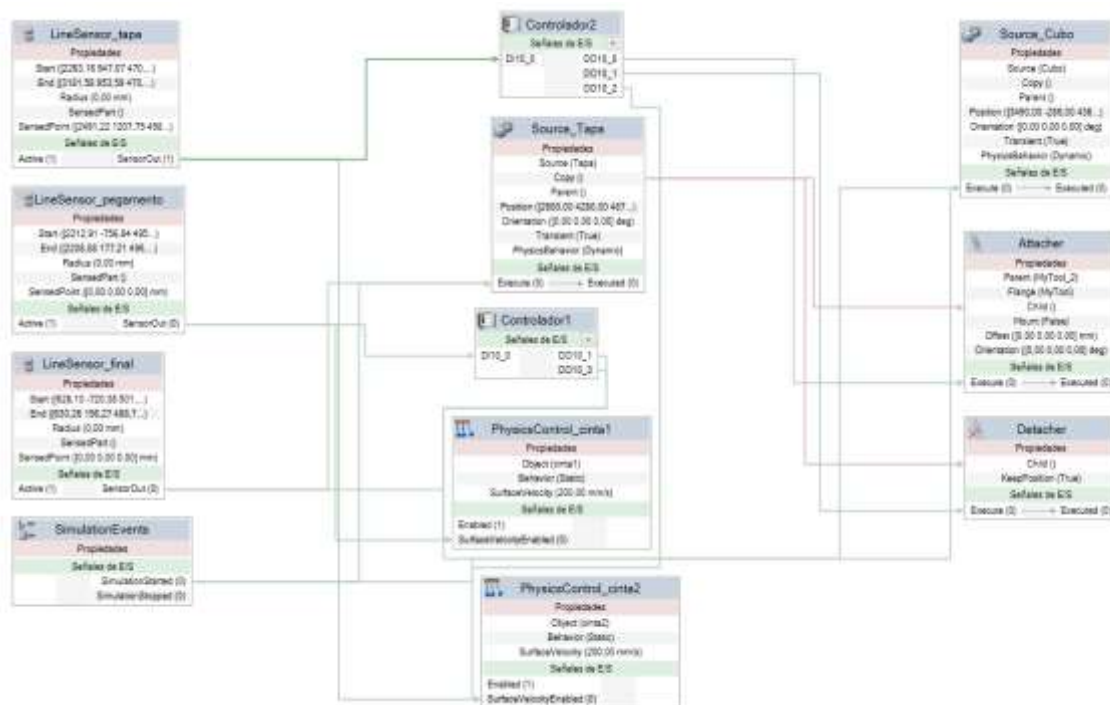 LineSensor_tapa
Propiedades
Radius (0,00 mm)
SensedPart ()
Señales de E/S
Active (1) SensorOut (1)
LineSensor_pegamento
Propiedades
Radius (0,00 mm)
SensedPart ()
SensedPoint ([0,00 0,00 0,00] mm)
Señales de E/S
Active (1) SensorOut (0)
LineSensor_final
Propiedades
Radius (0,00 mm)
SensedPart ()
SensedPoint ([0,00 0,00 0,00] mm)
Señales de E/S
Active (1) SensorOut (0)
SimulationEvents
Propiedades
Señales de E/S
SimulationStarted (0)
SimulationStopped (0)
Controlador2
Señales de E/S
DI10_0 DO10_0
DO10_1
DO10_2
Source_Tapa
Propiedades
Source (Tapa)
Copy ()
Parent ()
Orientation ([0,00 0,00 0,00] deg)
Transient (True)
PhysicsBehavior (Dynamic)
Señales de E/S
Execute (0) Executed (0)
Controlador1
Señales de E/S
DI10_0 DO10_1
PhysicsControl_cinta1
Propiedades
Object (cinta1)
Behavior (Static)
SurfaceVelocity (200,00 mm/s)
Señales de E/S
Enabled (1)
SurfaceVelocityEnabled (0)
PhysicsControl_cinta2
Propiedades
Object (cinta2)
Behavior (Static)
SurfaceVelocity (200,00 mm/s)
Señales de E/S
Enabled (1)
SurfaceVelocityEnabled (0)
Source_Cubo
Propiedades
Source (Cubo)
Copy ()
Parent ()
Orientation ([0,00 0,00 0,00] deg)
Transient (True)
PhysicsBehavior (Dynamic)
Señales de E/S
Execute (0) Executed (0)
Attacher
Propiedades
Parent (MyTool_2)
Flange (MyTool)
Child ()
Mount (False)
Offset ([0,00 0,00 0,00] mm)
Orientation ([0,00 0,00 0,00] deg)
Señales de E/S
Execute (0) Executed (0)
Detacher
Propiedades
Child ()
KeepPosition (True)
Señales de E/S
Execute (0) Executed (0)